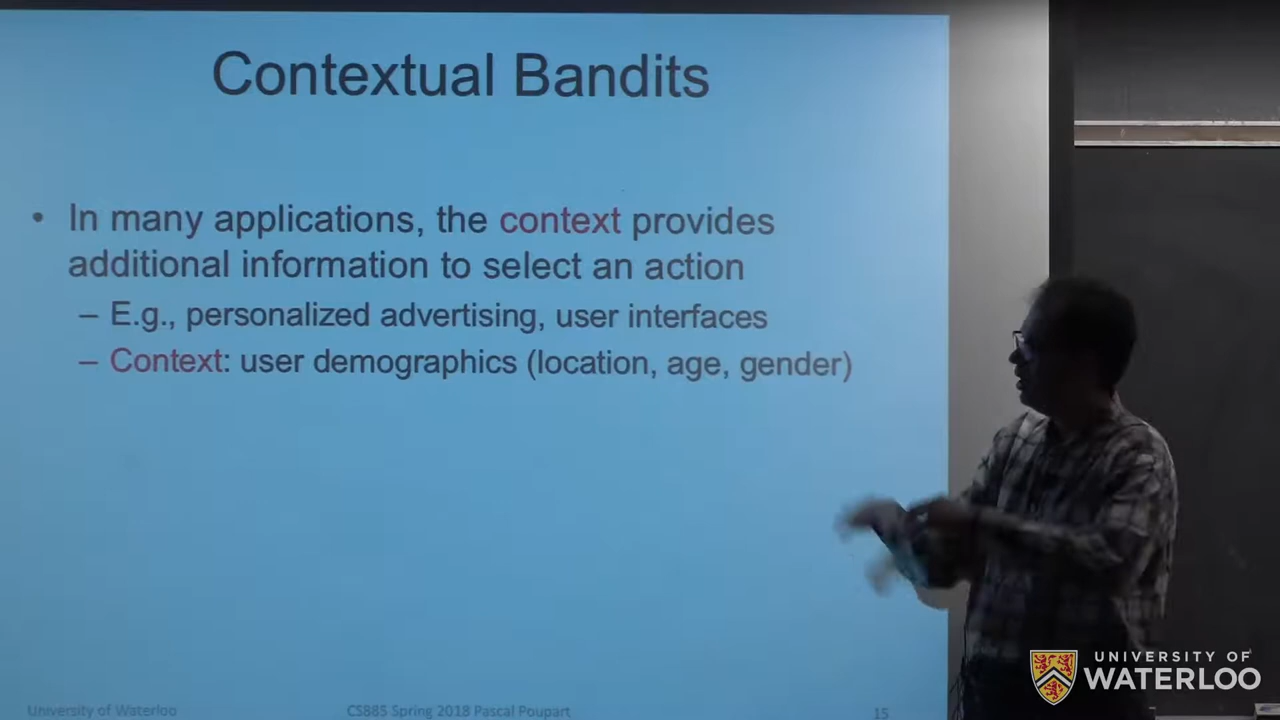 Contextual Bandits
• In many applications, the context provides
additional information to select an action
– E.g., personalized advertising, user interfaces
– Context: user demographics (location, age, gender)
University of Waterloo
CS885 Spring 2018 Pascal Poupart
15
UNIVERSITY OF
WATERLOO